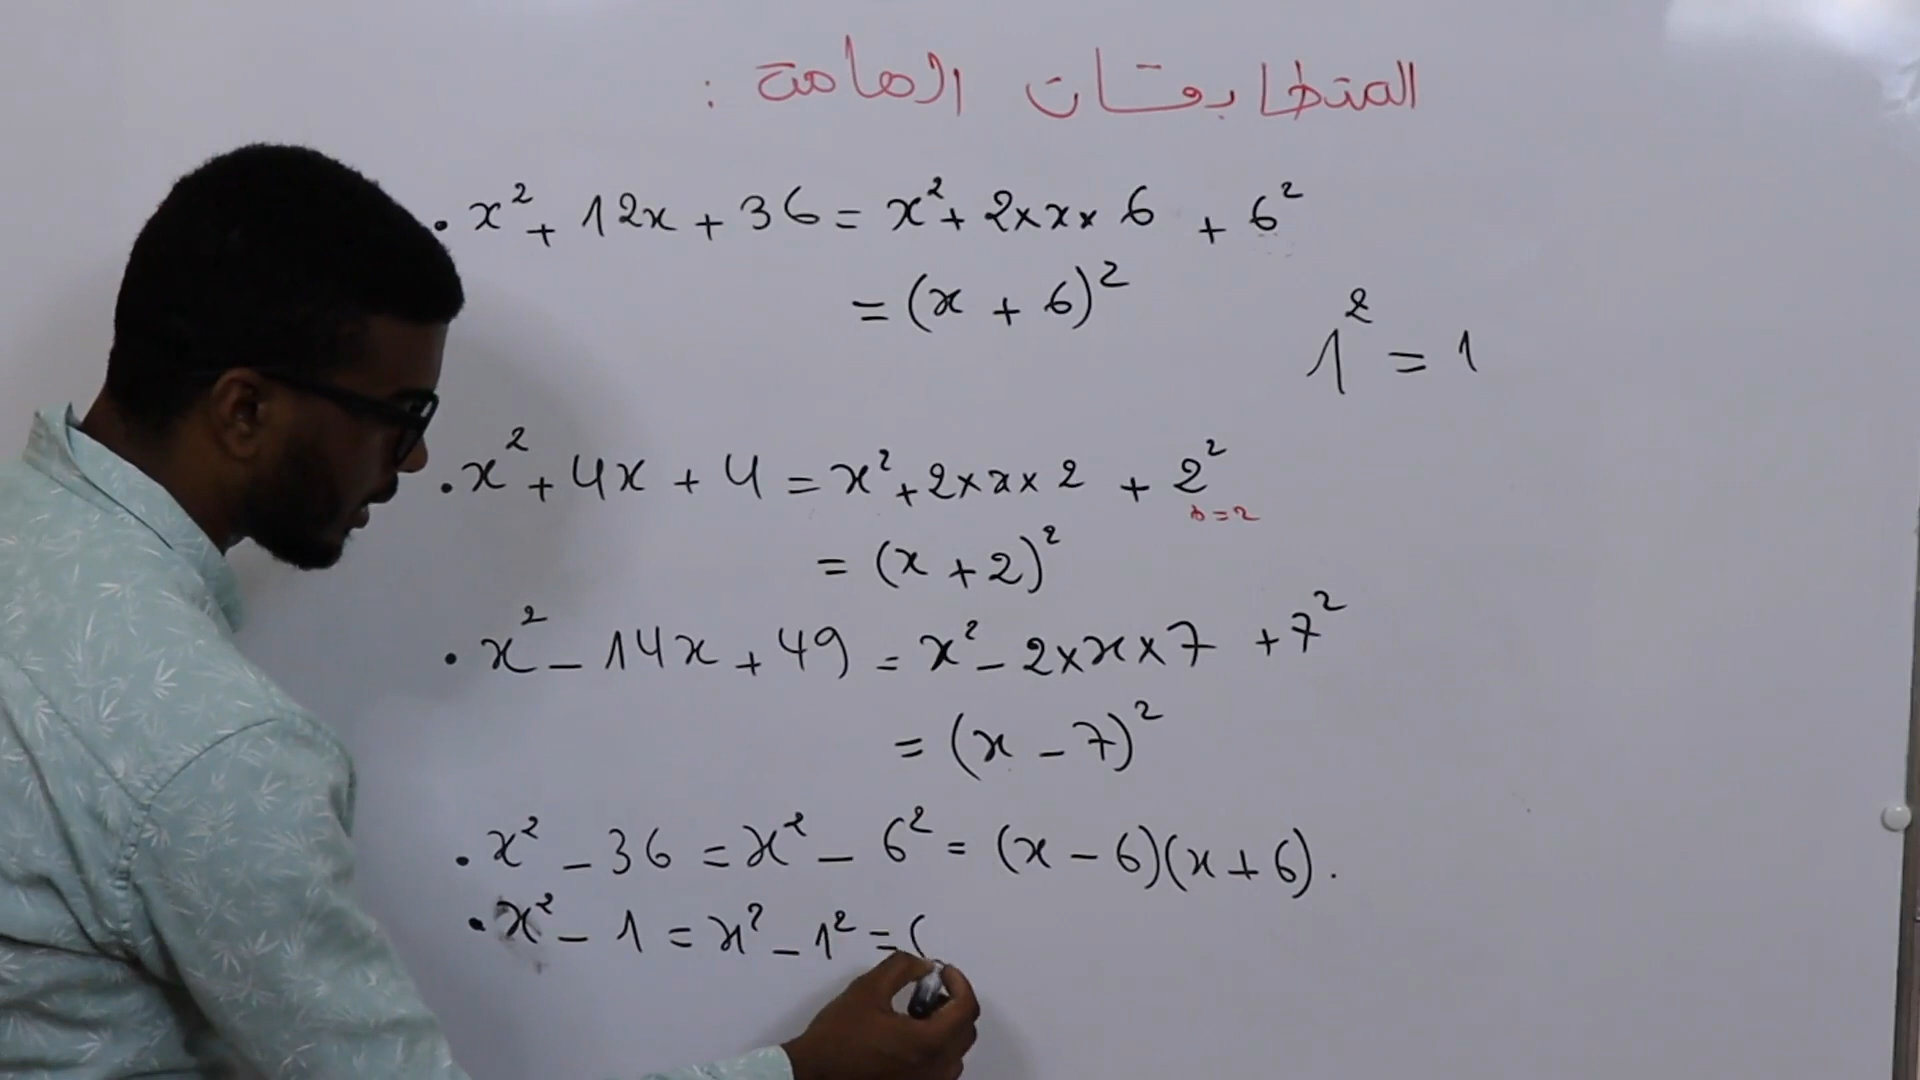 المتطابقات الهامة :
• x² + 12x + 36 = x² + 2×x×6 + 6²
= (x + 6)²
1² = 1
• x² + 4x + 4 = x² + 2×x×2 + 2²
b=2
= (x + 2)²
• x² - 14x + 49 = x² - 2×x×7 + 7²
= (x - 7)²
• x² - 36 = x² - 6² = (x - 6)(x + 6).
• x² - 1 = x² - 1² = (